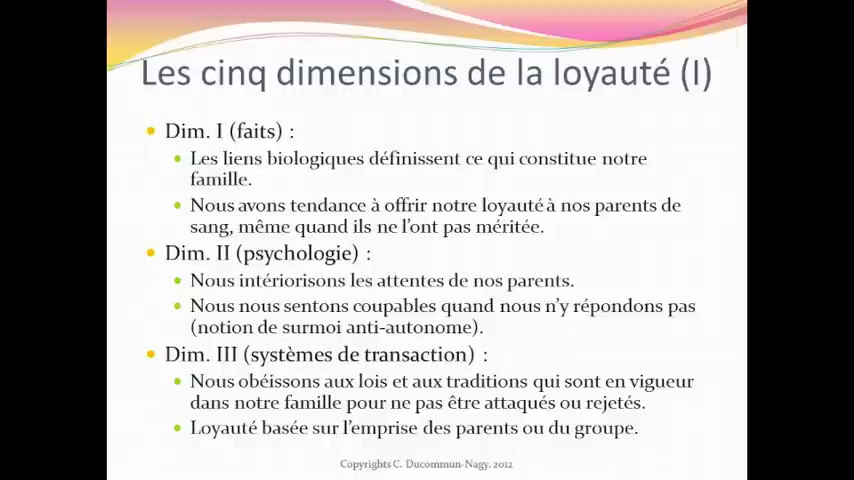 Les cinq dimensions de la loyauté (I)
Dim. I (faits) :
Les liens biologiques définissent ce qui constitue notre
famille.
Nous avons tendance à offrir notre loyauté à nos parents de
sang, même quand ils ne l'ont pas méritée.
Dim. II (psychologie) :
Nous intériorisons les attentes de nos parents.
Nous nous sentons coupables quand nous n'y répondons pas
(notion de surmoi anti-autonome).
Dim. III (systèmes de transaction) :
Nous obéissons aux lois et aux traditions qui sont en vigueur
dans notre famille pour ne pas être attaqués ou rejetés.
Loyauté basée sur l'emprise des parents ou du groupe.
Copyrights C. Ducommun-Nagy, 2012